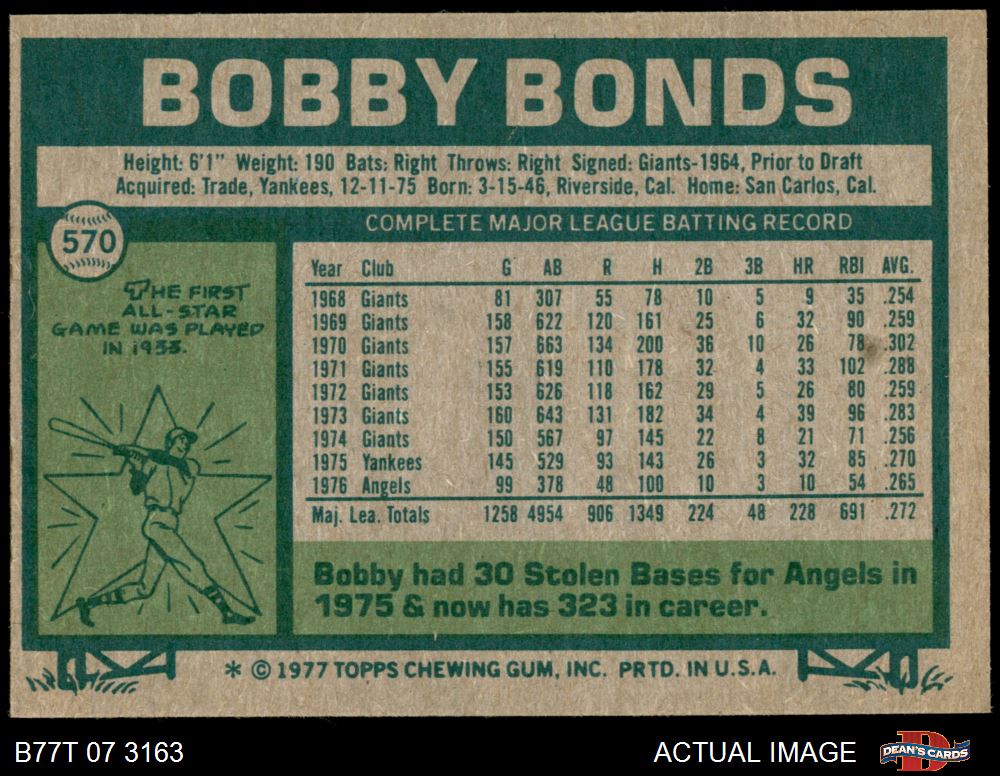 BOBBY BONDS
Height: 6'1" Weight: 190 Bats: Right Throws: Right Signed: Giants-1964, Prior to Draft
Acquired: Trade, Yankees, 12-11-75 Born: 3-15-46, Riverside, Cal. Home: San Carlos, Cal.
570
COMPLETE MAJOR LEAGUE BATTING RECORD
THE FIRST
ALL-STAR
GAME WAS PLAYED
IN 1933.
Year Club G AB R H 2B 3B HR RBI AVG.
1968 Giants 81 307 55 78 10 5 9 35 .254
1969 Giants 158 622 120 161 25 6 32 90 .259
1970 Giants 157 663 134 200 36 10 26 78 .302
1971 Giants 155 619 110 178 32 4 33 102 .288
1972 Giants 153 626 118 162 29 5 26 80 .259
1973 Giants 160 643 131 182 34 4 39 96 .283
1974 Giants 150 567 97 145 22 8 21 71 .256
1975 Yankees 145 529 93 143 26 3 32 85 .270
1976 Angels 99 378 48 100 10 3 10 54 .265
Maj. Lea. Totals 1258 4954 906 1349 224 48 228 691 .272
Bobby had 30 Stolen Bases for Angels in
1975 & now has 323 in career.
* © 1977 TOPPS CHEWING GUM, INC. PRTD. IN U.S.A.
B77T 07 3163
ACTUAL IMAGE
D
DEAN'S CARDS